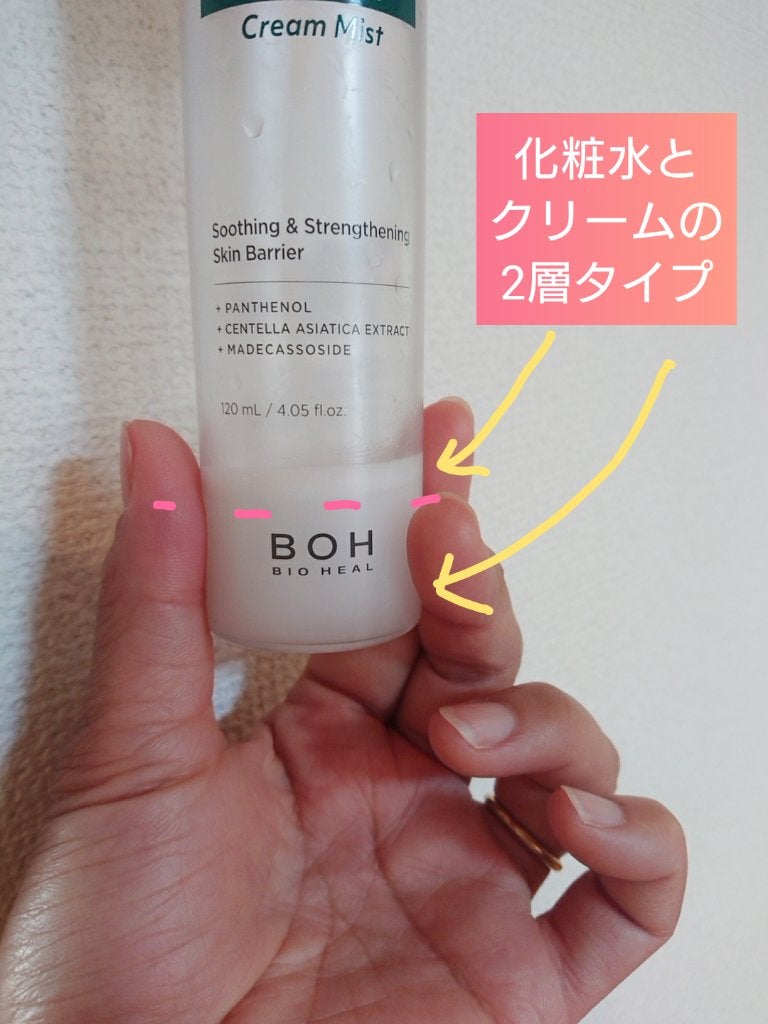 Cream Mist
化粧水と
クリームの
2層タイプ
Soothing & Strengthening
Skin Barrier
+ PANTHENOL
+ CENTELLA ASIATICA EXTRACT
+ MADECASSOSIDE
120 mL / 4.05 fl.oz.
BOH
BIO HEAL